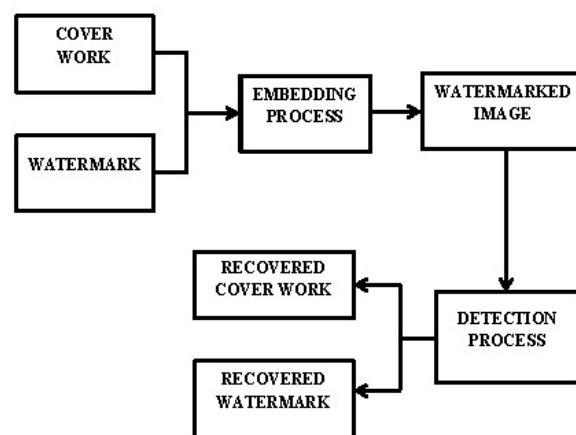 COVER
WORK
WATERMARK
EMBEDDING
PROCESS
WATERMARKED
IMAGE
RECOVERED
COVER WORK
DETECTION
PROCESS
RECOVERED
WATERMARK